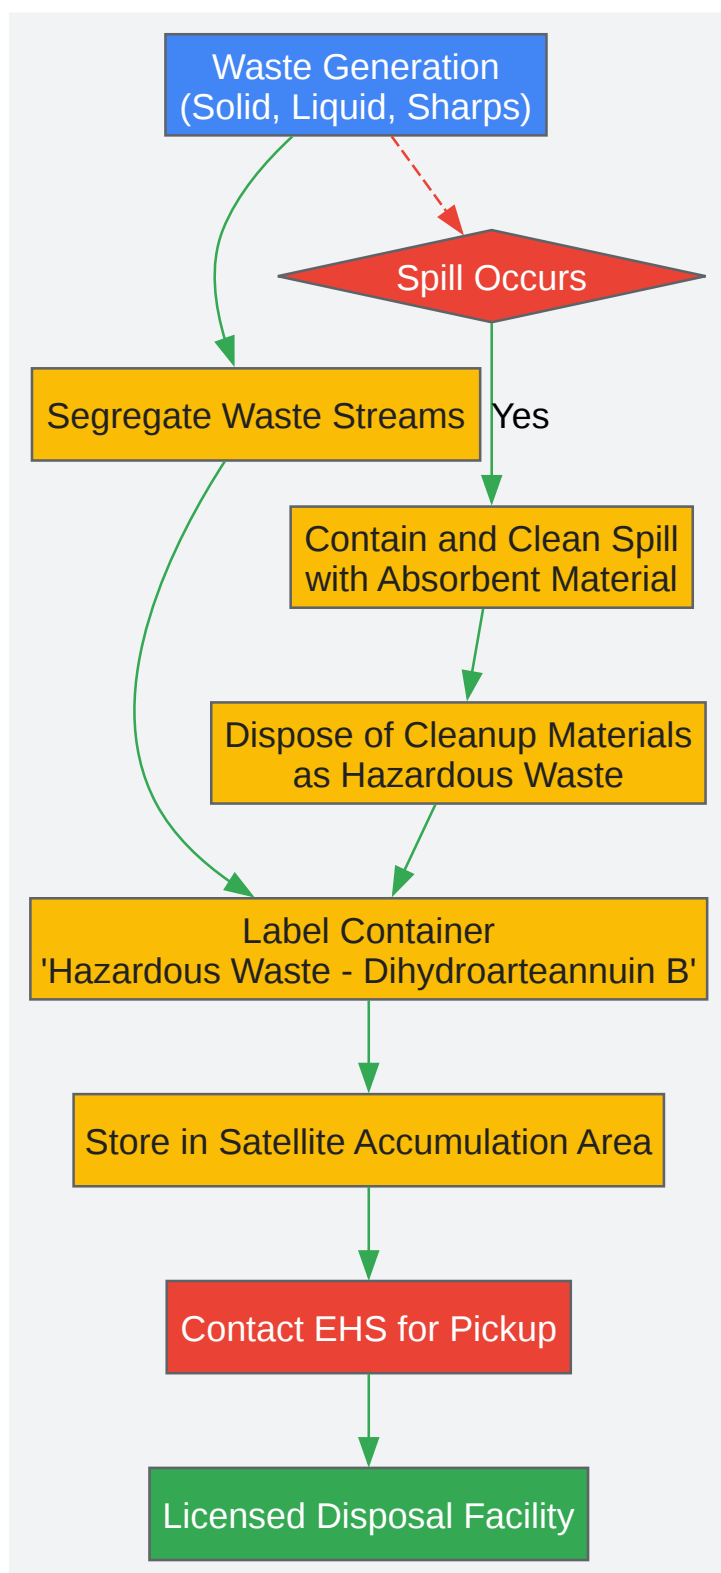 Waste Generation
(Solid, Liquid, Sharps)
Spill Occurs
Segregate Waste Streams
Yes
Contain and Clean Spill
with Absorbent Material
Dispose of Cleanup Materials
as Hazardous Waste
Label Container
'Hazardous Waste - Dihydroarteannuin B'
Store in Satellite Accumulation Area
Contact EHS for Pickup
Licensed Disposal Facility